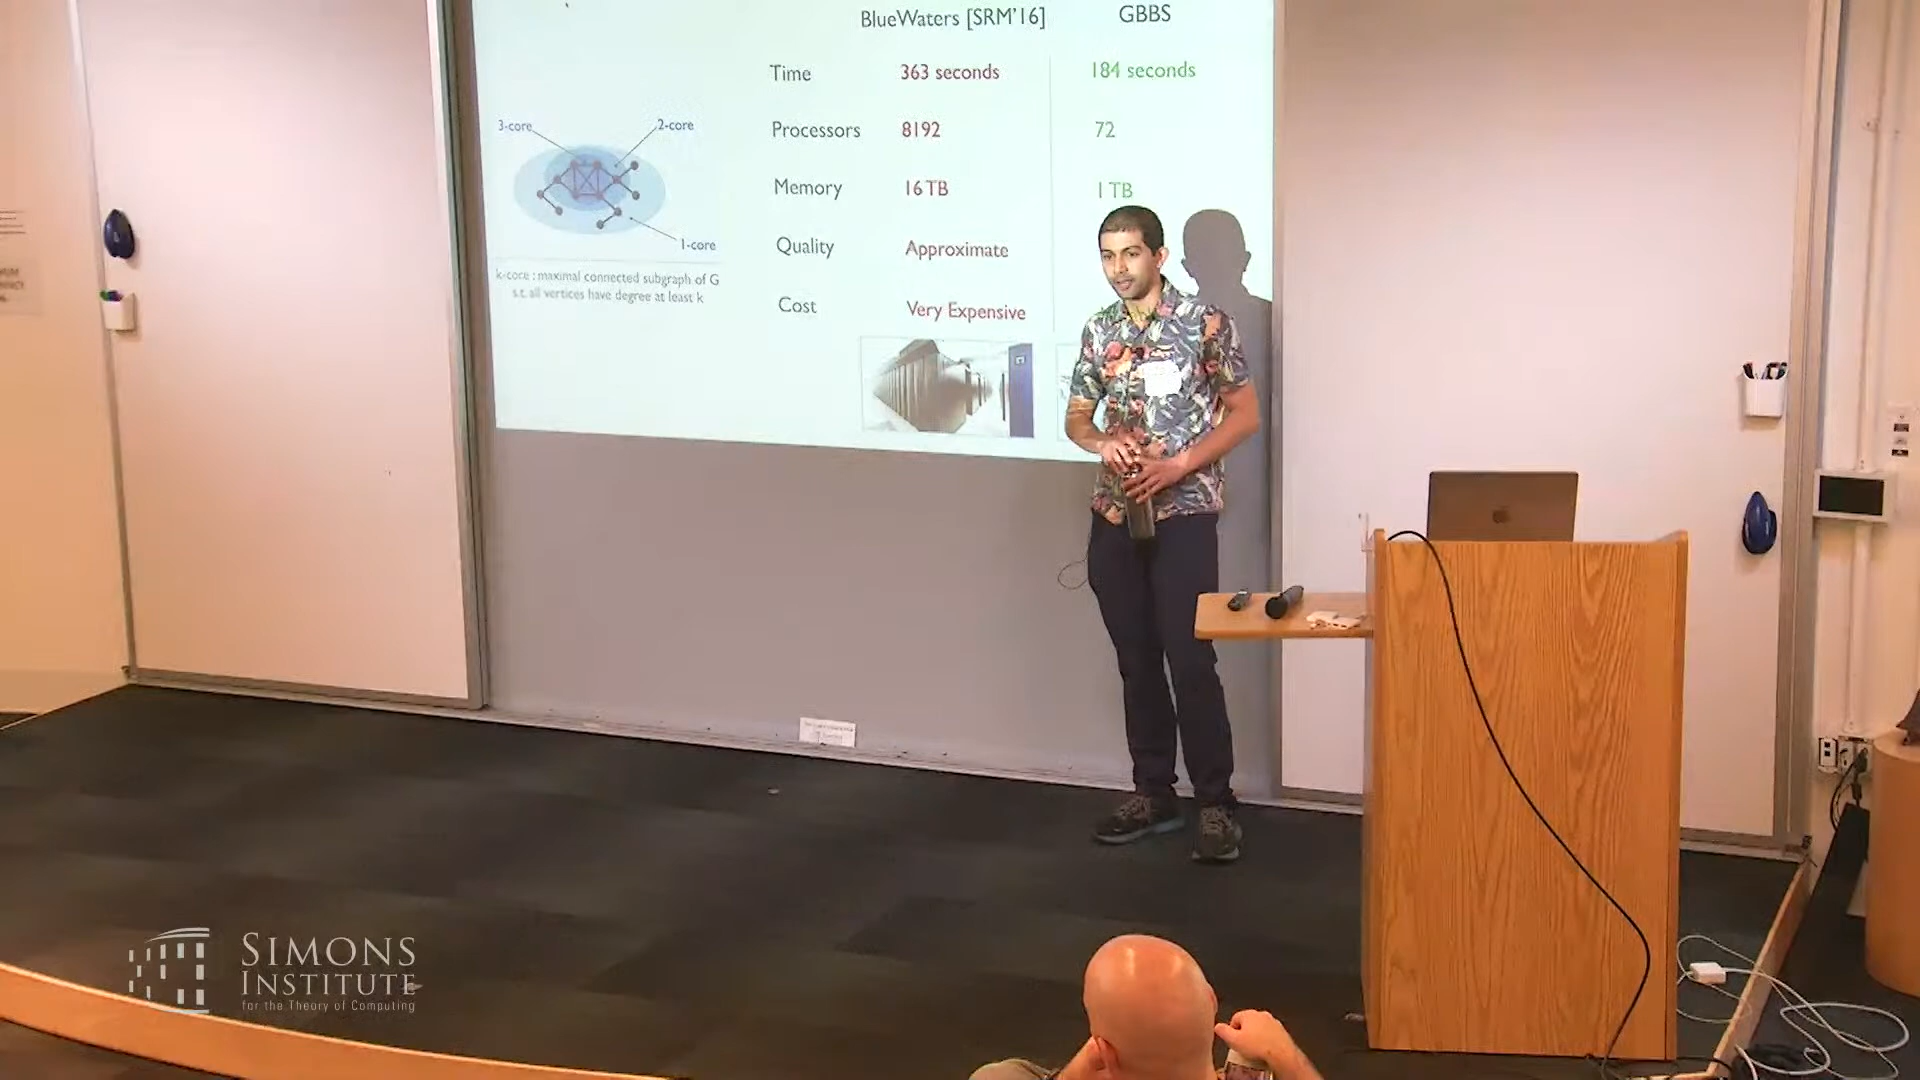 BlueWaters [SRM'16] GBBS
Time 363 seconds 184 seconds
Processors 8192 72
Memory 16 TB 1 TB
Quality Approximate
Cost Very Expensive
3-core
2-core
1-core
k-core : maximal connected subgraph of G
s.t. all vertices have degree at least k
SIMONS
INSTITUTE
for the Theory of Computing